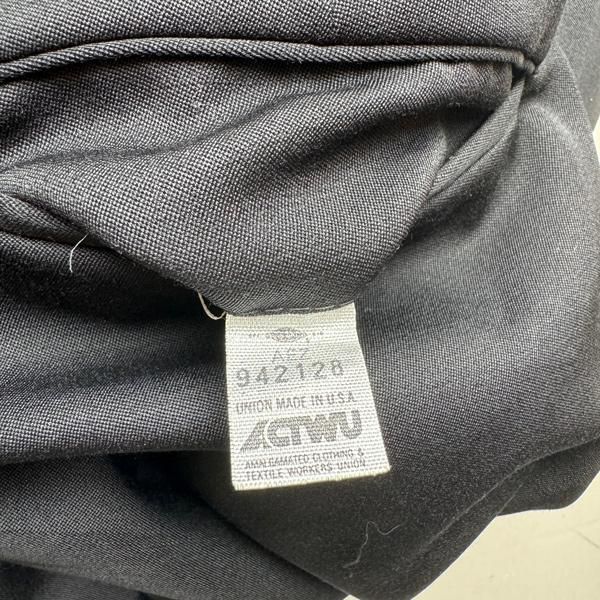 942128
UNION MADE IN U.S.A.
ACTWU
AMALGAMATED CLOTHING &
TEXTILE WORKERS UNION